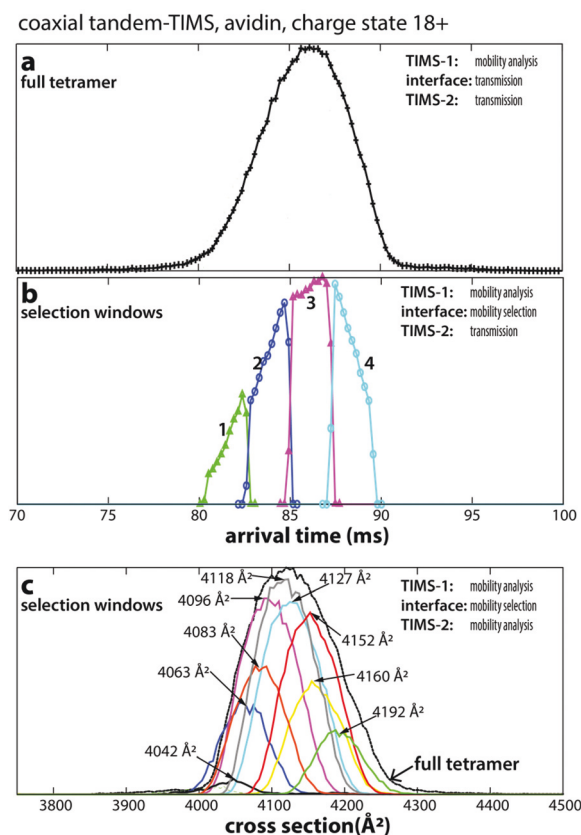 coaxial tandem-TIMS, avidin, charge state 18+
a
full tetramer
TIMS-1: mobility analysis
interface: transmission
TIMS-2: transmission
b
selection windows
TIMS-1: mobility analysis
interface: mobility selection
TIMS-2: transmission
1
2
3
4
70 75 80 85 90 95 100
arrival time (ms)
c
selection windows
TIMS-1: mobility analysis
interface: mobility selection
TIMS-2: mobility analysis
4118 Å²
4127 Å²
4096 Å²
4152 Å²
4083 Å²
4160 Å²
4063 Å²
4192 Å²
4042 Å²
full tetramer
3800 3900 4000 4100 4200 4300 4400 4500
cross section(Å²)